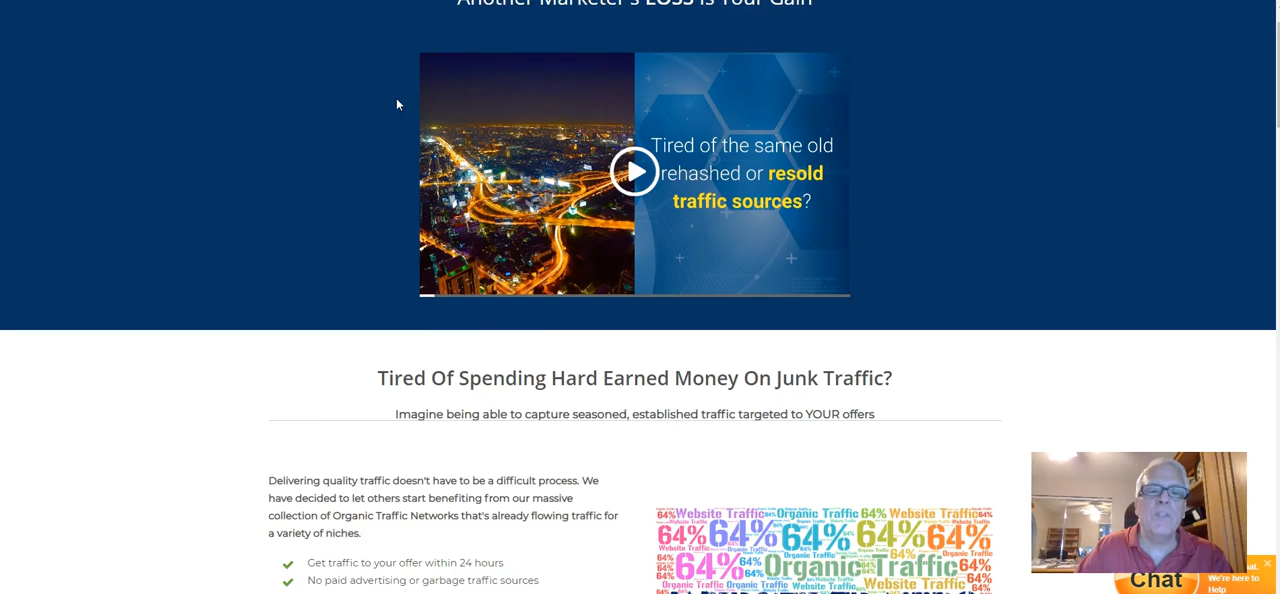 Another Marketer's LOSS Is Your Gain
Tired of the same old
rehashed or resold
traffic sources?
Tired Of Spending Hard Earned Money On Junk Traffic?
Imagine being able to capture seasoned, established traffic targeted to YOUR offers
Delivering quality traffic doesn't have to be a difficult process. We
have decided to let others start benefiting from our massive
collection of Organic Traffic Networks that's already flowing traffic for
a variety of niches.
Get traffic to your offer within 24 hours
No paid advertising or garbage traffic sources
Website Traffic 64% Organic Traffic 64% Website Traffic
64% 64% 64% 64% 64%
64% Organic Traffic 64%
Website Traffic
Chat
We're here to
Help